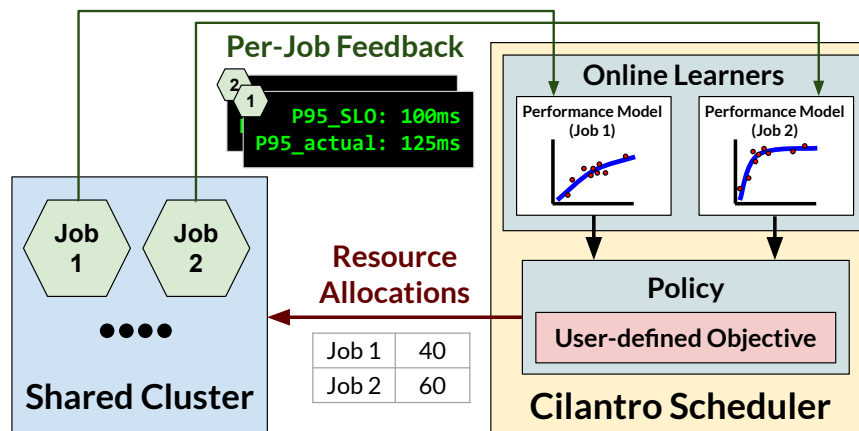 Per-Job Feedback
2
1
P95_SLO: 100ms
P95_actual: 125ms
Online Learners
Performance Model
(Job 1)
Performance Model
(Job 2)
Job
1
Job
2
Shared Cluster
Resource
Allocations
Job 1 40
Job 2 60
Policy
User-defined Objective
Cilantro Scheduler